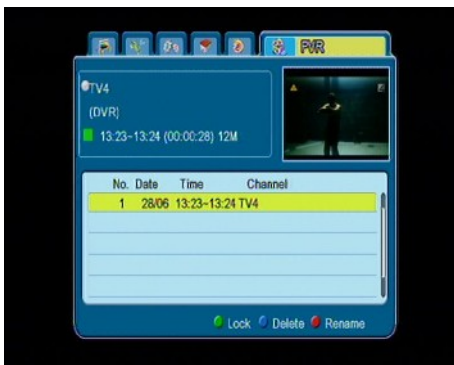 PVR
TV4
(DVR)
13:23~13:24 (00:00:28) 12M
No. Date Time Channel
1 28/06 13:23~13:24 TV4
Lock Delete Rename